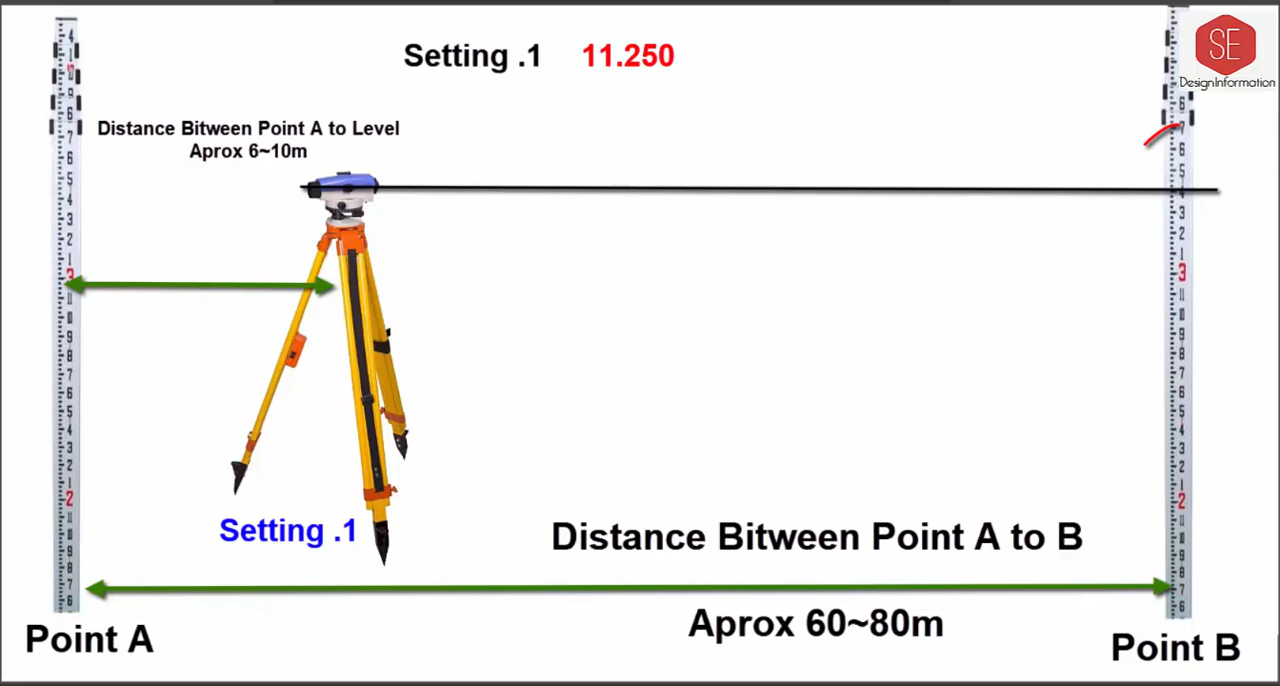 Setting .1 11.250
SE
DesignInformation
Distance Bitween Point A to Level
Aprox 6~10m
Setting .1
Distance Bitween Point A to B
Aprox 60~80m
Point A
Point B